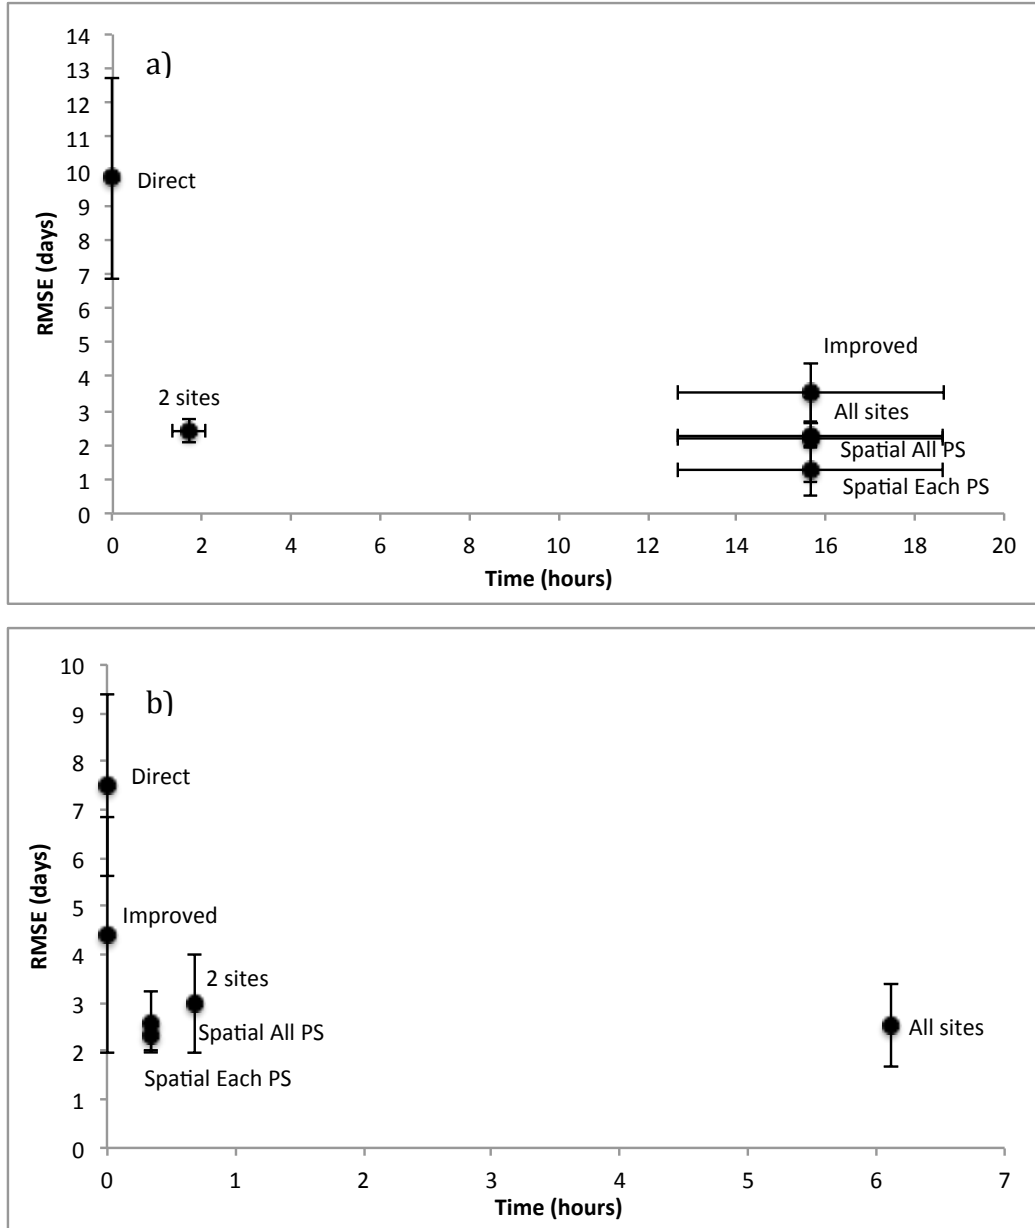 a)
14
13
12
11
10
9
8
7
6
5
4
3
2
1
0
RMSE (days)
Direct
2 sites
Improved
All sites
Spatial All PS
Spatial Each PS
0 2 4 6 8 10 12 14 16 18 20
Time (hours)
b)
10
9
8
7
6
5
4
3
2
1
0
RMSE (days)
Direct
Improved
2 sites
Spatial All PS
All sites
Spatial Each PS
0 1 2 3 4 5 6 7
Time (hours)